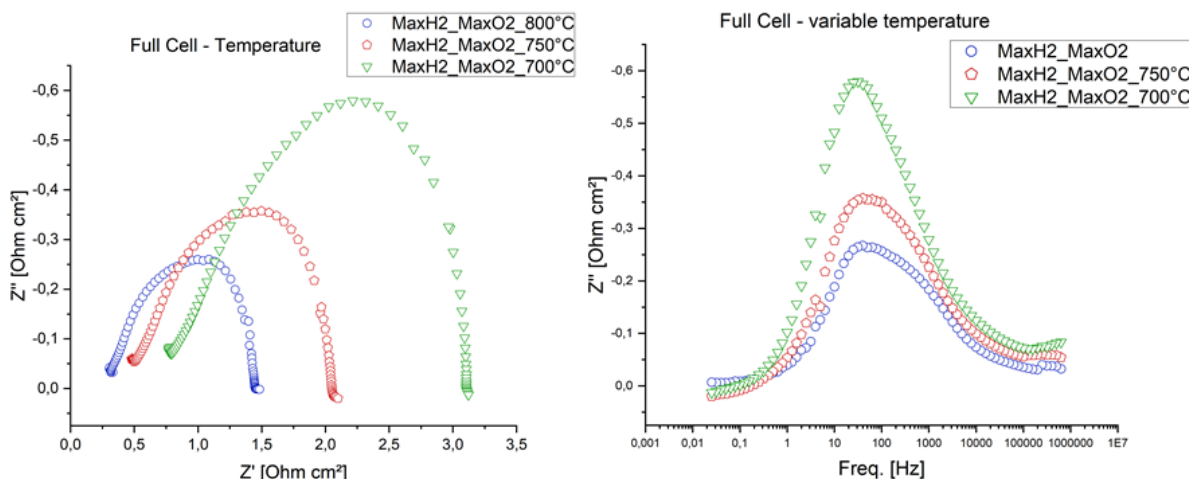 Full Cell - Temperature
MaxH2_MaxO2_800°C
MaxH2_MaxO2_750°C
MaxH2_MaxO2_700°C
-0,6
-0,5
-0,4
-0,3
-0,2
-0,1
0,0
Z'' [Ohm cm²]
0,0 0,5 1,0 1,5 2,0 2,5 3,0 3,5
Z' [Ohm cm²]
Full Cell - variable temperature
MaxH2_MaxO2
MaxH2_MaxO2_750°C
MaxH2_MaxO2_700°C
-0,6
-0,5
-0,4
-0,3
-0,2
-0,1
0,0
Z'' [Ohm cm²]
0,001 0,01 0,1 1 10 100 1000 10000 100000 1000000 1E7
Freq. [Hz]